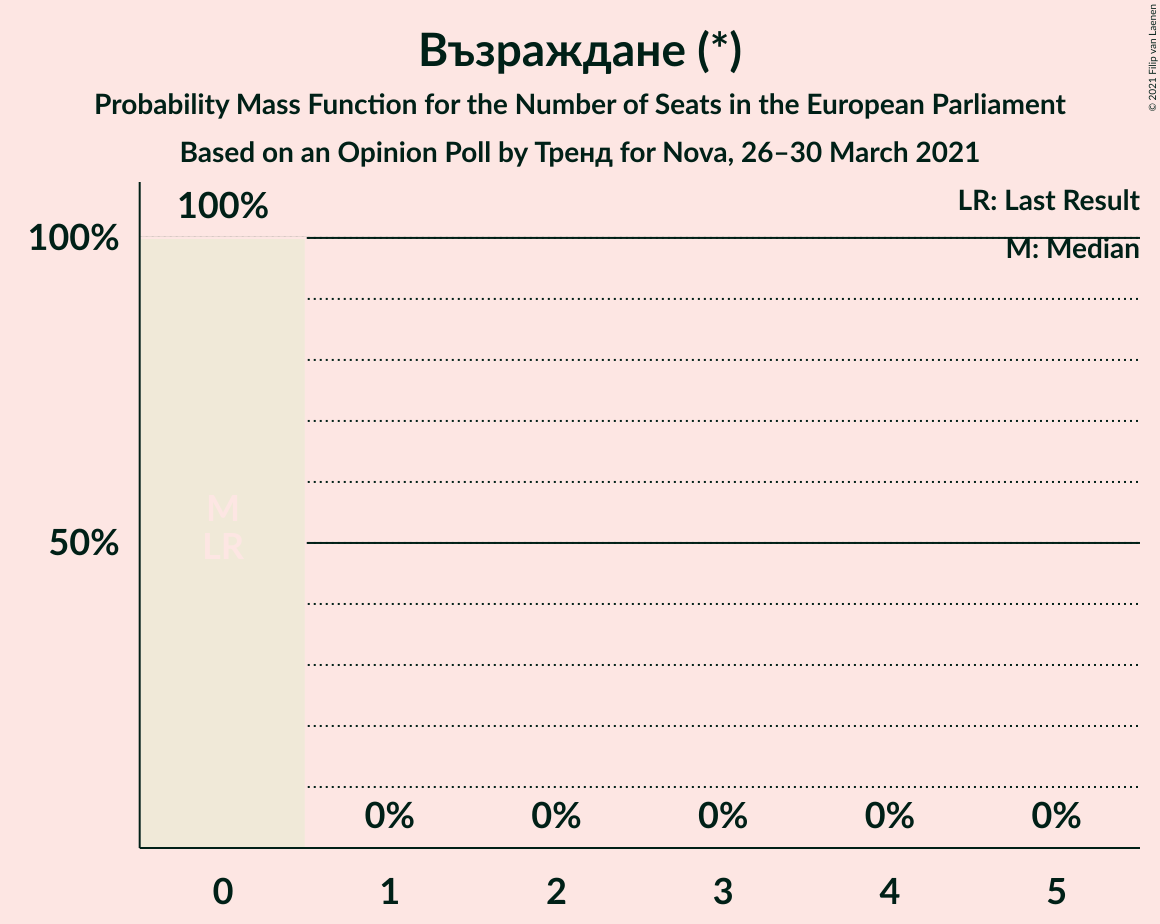 Възраждане (*)
Probability Mass Function for the Number of Seats in the European Parliament
Based on an Opinion Poll by Тренд for Nova, 26–30 March 2021
© 2021 Filip van Laenen
LR: Last Result
M: Median
100%
100%
50%
M
LR
0% 0% 0% 0% 0%
0 1 2 3 4 5